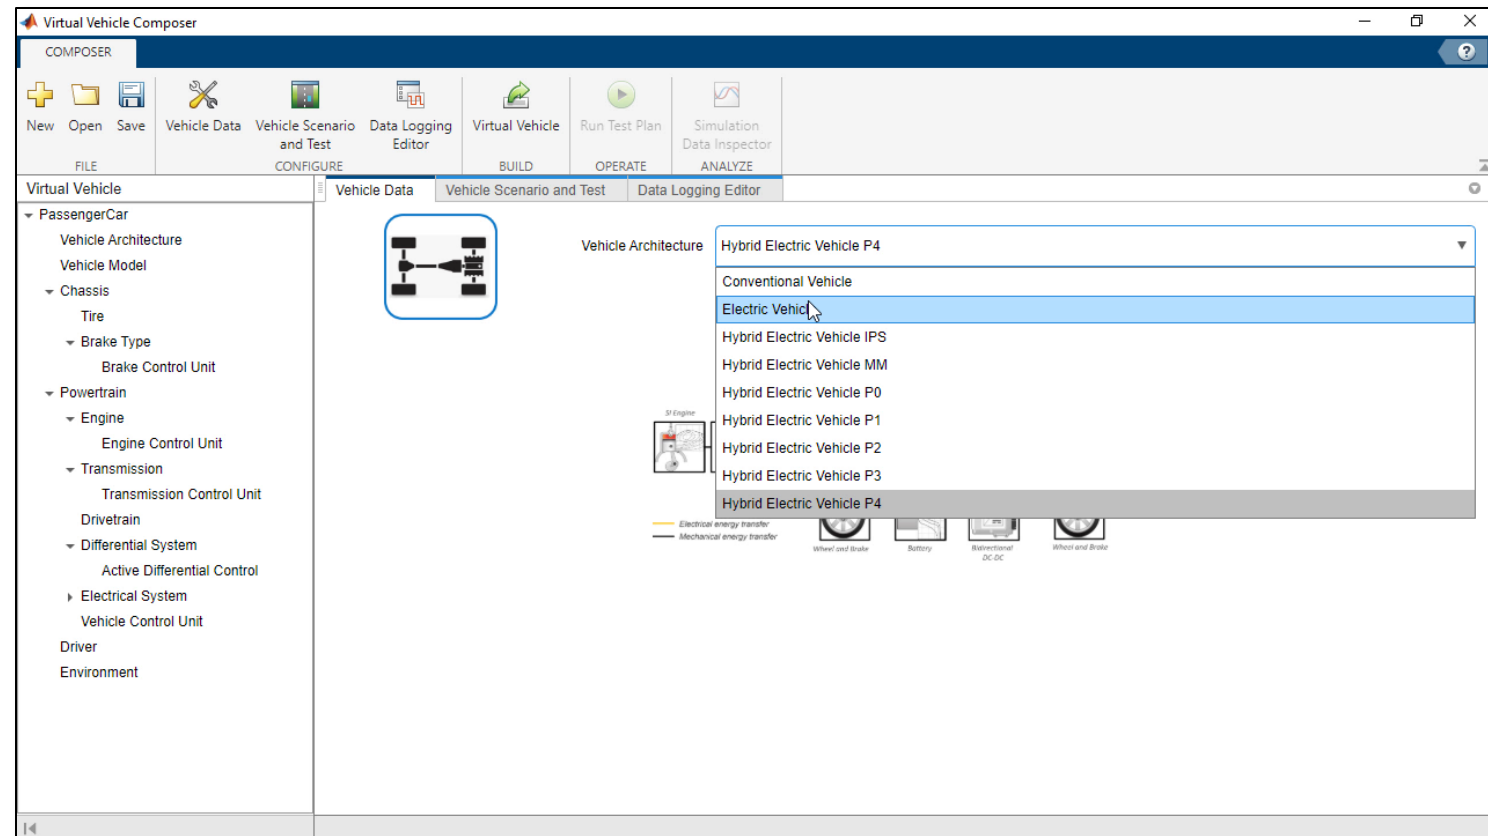 Virtual Vehicle Composer
COMPOSER
New Open Save Vehicle Data Vehicle Scenario and Test Data Logging Editor Virtual Vehicle Run Test Plan Simulation Data Inspector
FILE CONFIGURE BUILD OPERATE ANALYZE
Virtual Vehicle
Vehicle Data Vehicle Scenario and Test Data Logging Editor
PassengerCar
Vehicle Architecture
Vehicle Model
Chassis
Tire
Brake Type
Brake Control Unit
Powertrain
Engine
Engine Control Unit
Transmission
Transmission Control Unit
Drivetrain
Differential System
Active Differential Control
Electrical System
Vehicle Control Unit
Driver
Environment
Vehicle Architecture Hybrid Electric Vehicle P4
Conventional Vehicle
Electric Vehicle
Hybrid Electric Vehicle IPS
Hybrid Electric Vehicle MM
Hybrid Electric Vehicle P0
Hybrid Electric Vehicle P1
Hybrid Electric Vehicle P2
Hybrid Electric Vehicle P3
Hybrid Electric Vehicle P4
SI Engine
Electrical energy transfer
Mechanical energy transfer
Wheel and Brake Battery Bidirectional Wheel and Brake
DC-DC